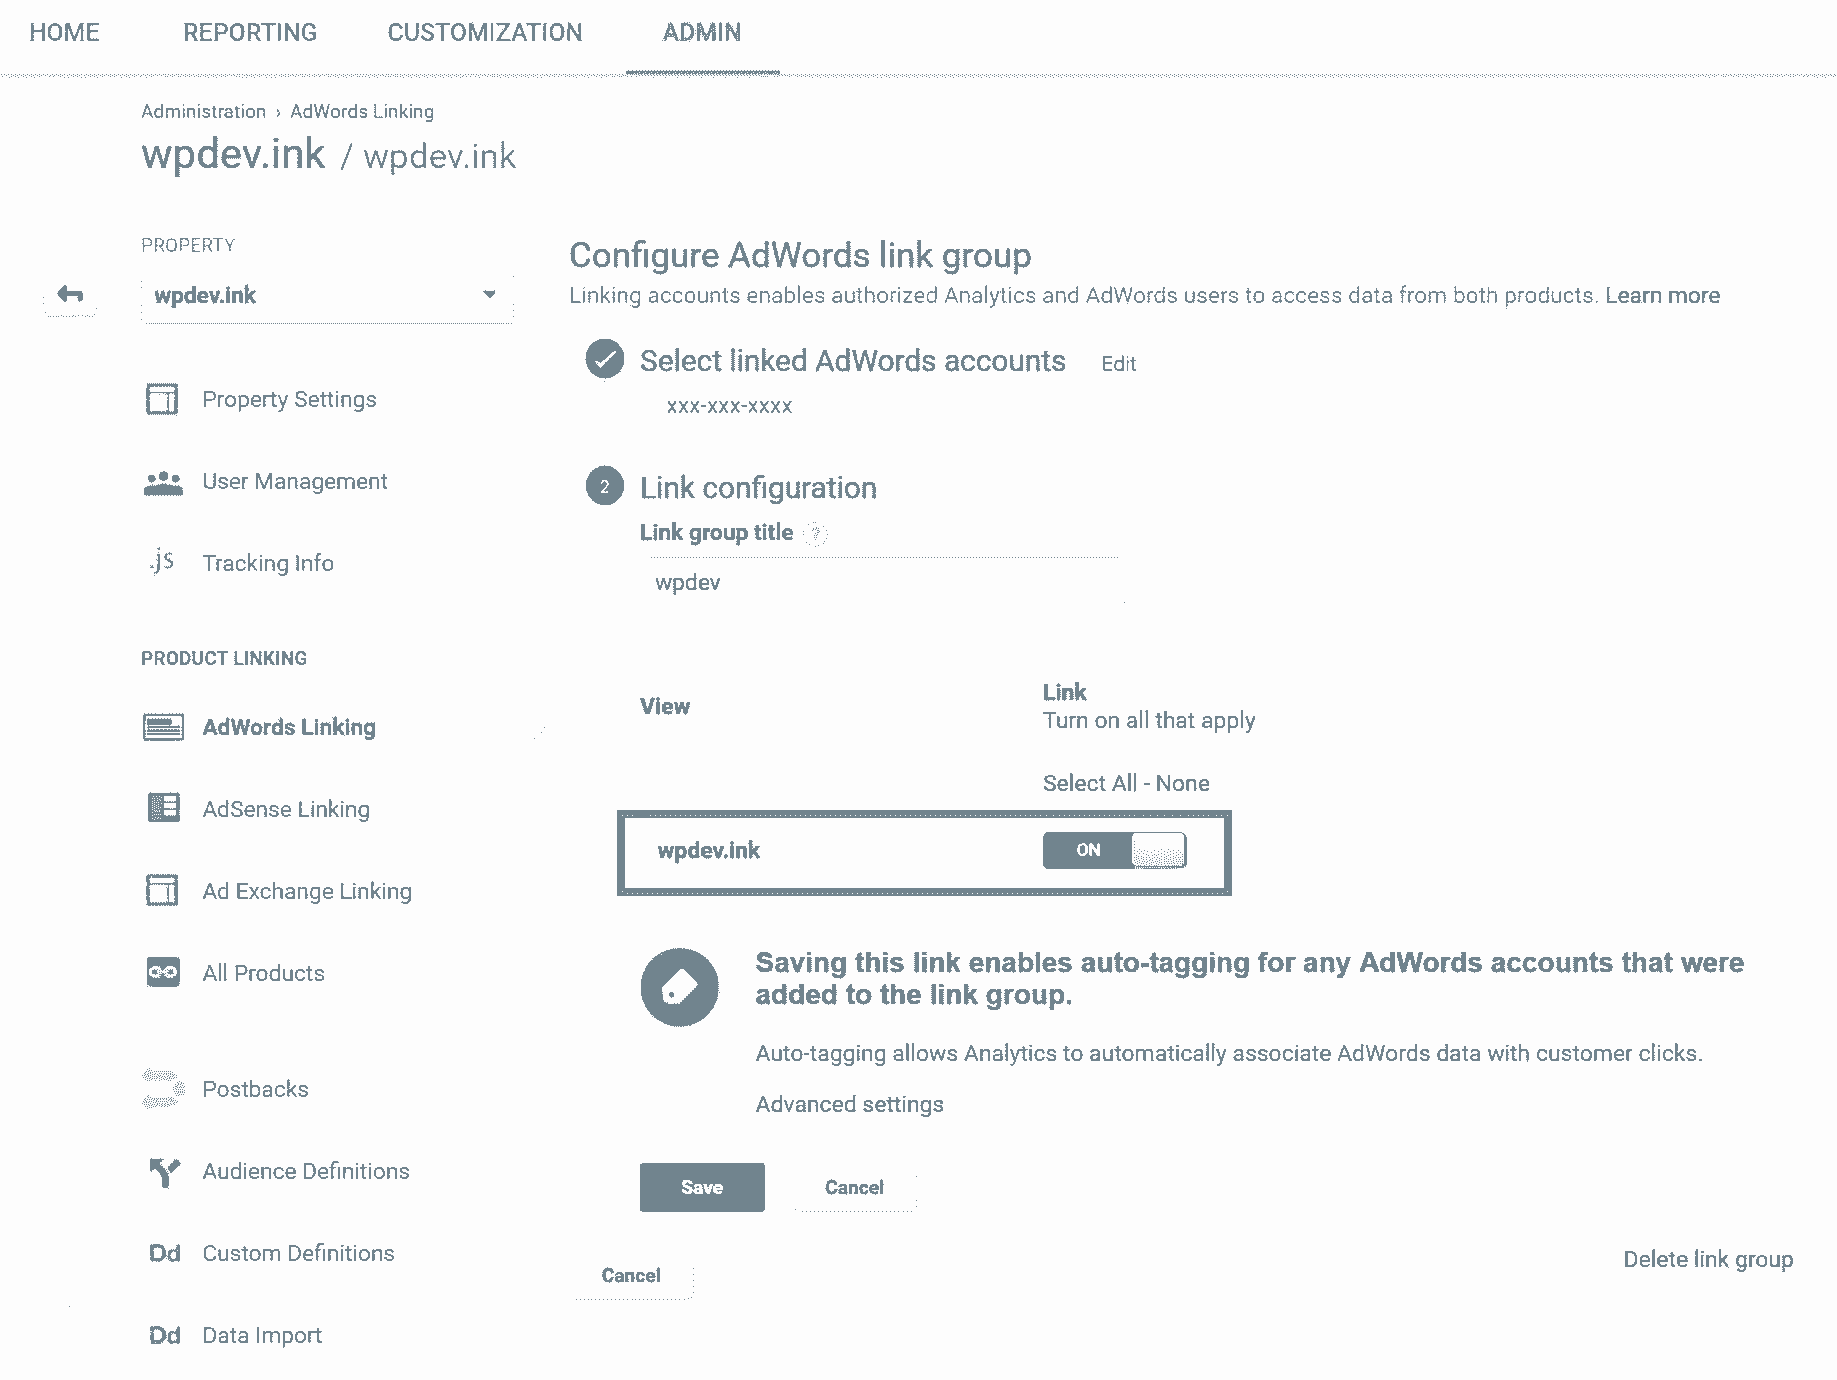 HOME REPORTING CUSTOMIZATION ADMIN
Administration › AdWords Linking
wpdev.ink / wpdev.ink
PROPERTY
wpdev.ink
Property Settings
User Management
.js Tracking Info
PRODUCT LINKING
AdWords Linking
AdSense Linking
Ad Exchange Linking
All Products
Postbacks
Audience Definitions
Dd Custom Definitions
Dd Data Import
Configure AdWords link group
Linking accounts enables authorized Analytics and AdWords users to access data from both products. Learn more
Select linked AdWords accounts Edit
xxx-xxx-xxxx
2 Link configuration
Link group title ?
wpdev
View
Link
Turn on all that apply
Select All - None
wpdev.ink ON
Saving this link enables auto-tagging for any AdWords accounts that were
added to the link group.
Auto-tagging allows Analytics to automatically associate AdWords data with customer clicks.
Advanced settings
Save Cancel
Cancel
Delete link group